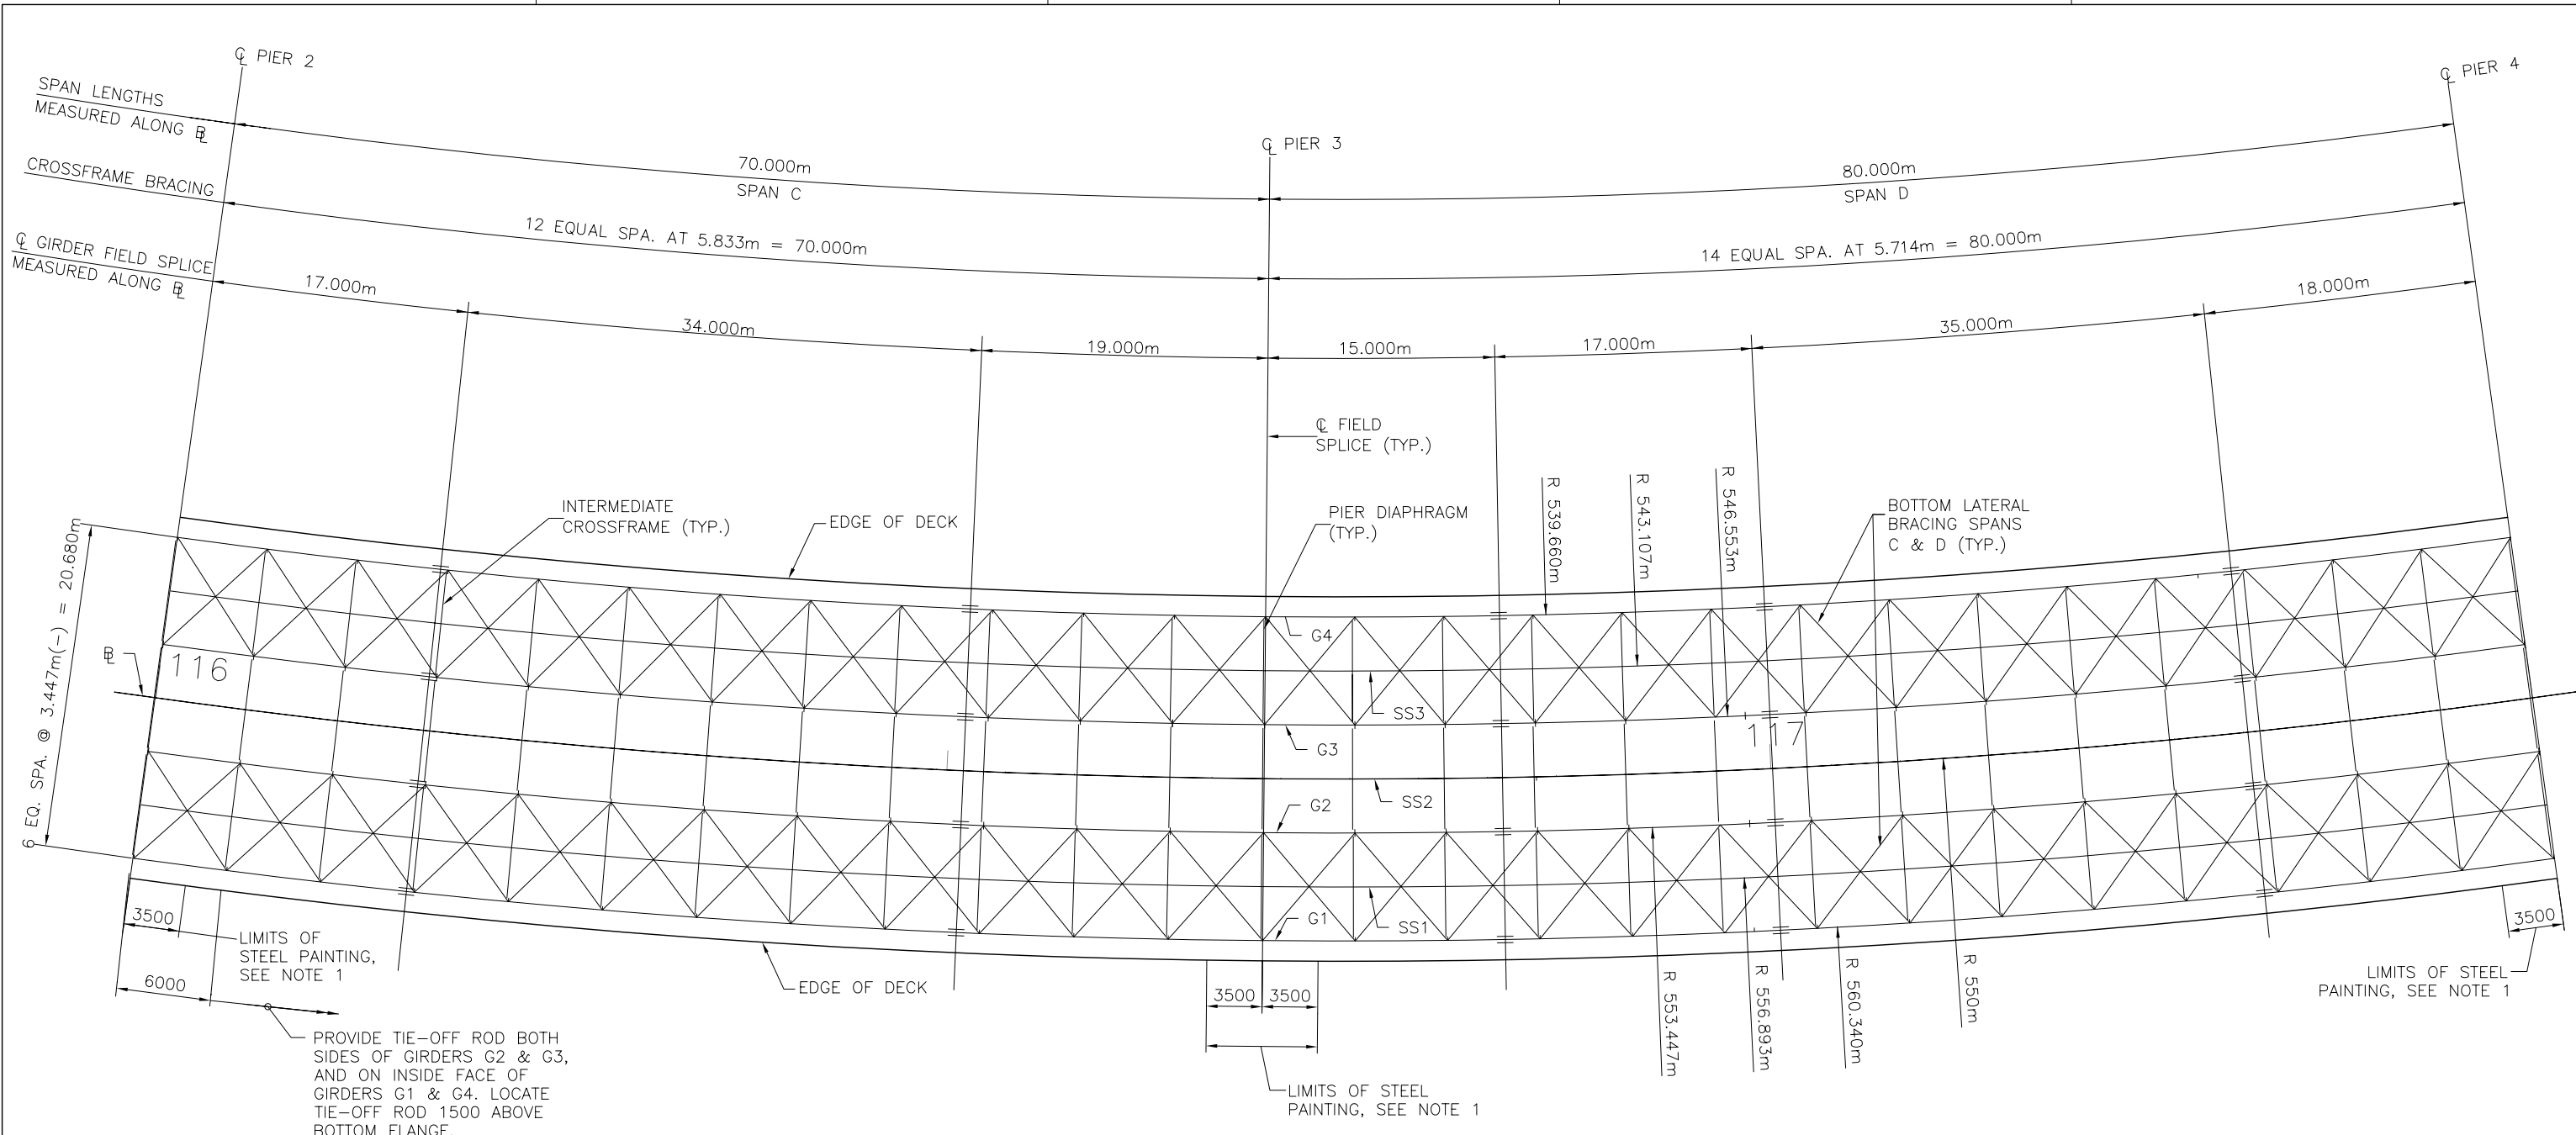 ℄ PIER 2
℄ PIER 4
SPAN LENGTHS
MEASURED ALONG B͞L
℄ PIER 3
70.000m
SPAN C
80.000m
SPAN D
CROSSFRAME BRACING
12 EQUAL SPA. AT 5.833m = 70.000m
14 EQUAL SPA. AT 5.714m = 80.000m
℄ GIRDER FIELD SPLICE
MEASURED ALONG BL
17.000m
34.000m
19.000m
15.000m
17.000m
35.000m
18.000m
℄ FIELD
SPLICE (TYP.)
INTERMEDIATE
CROSSFRAME (TYP.)
EDGE OF DECK
PIER DIAPHRAGM
(TYP.)
R 539.660m
R 543.107m
R 546.553m
BOTTOM LATERAL
BRACING SPANS
C & D (TYP.)
6 EQ. SPA. @ 3.447m(-) = 20.680m
BL
116
G4
SS3
G3
117
SS2
G2
SS1
G1
3500
LIMITS OF
STEEL PAINTING,
SEE NOTE 1
6000
EDGE OF DECK
3500
3500
R 553.447m
R 556.893m
R 560.340m
R 550m
3500
LIMITS OF STEEL
PAINTING, SEE NOTE 1
PROVIDE TIE-OFF ROD BOTH
SIDES OF GIRDERS G2 & G3,
AND ON INSIDE FACE OF
GIRDERS G1 & G4. LOCATE
TIE-OFF ROD 1500 ABOVE
BOTTOM FLANGE.
LIMITS OF STEEL
PAINTING, SEE NOTE 1